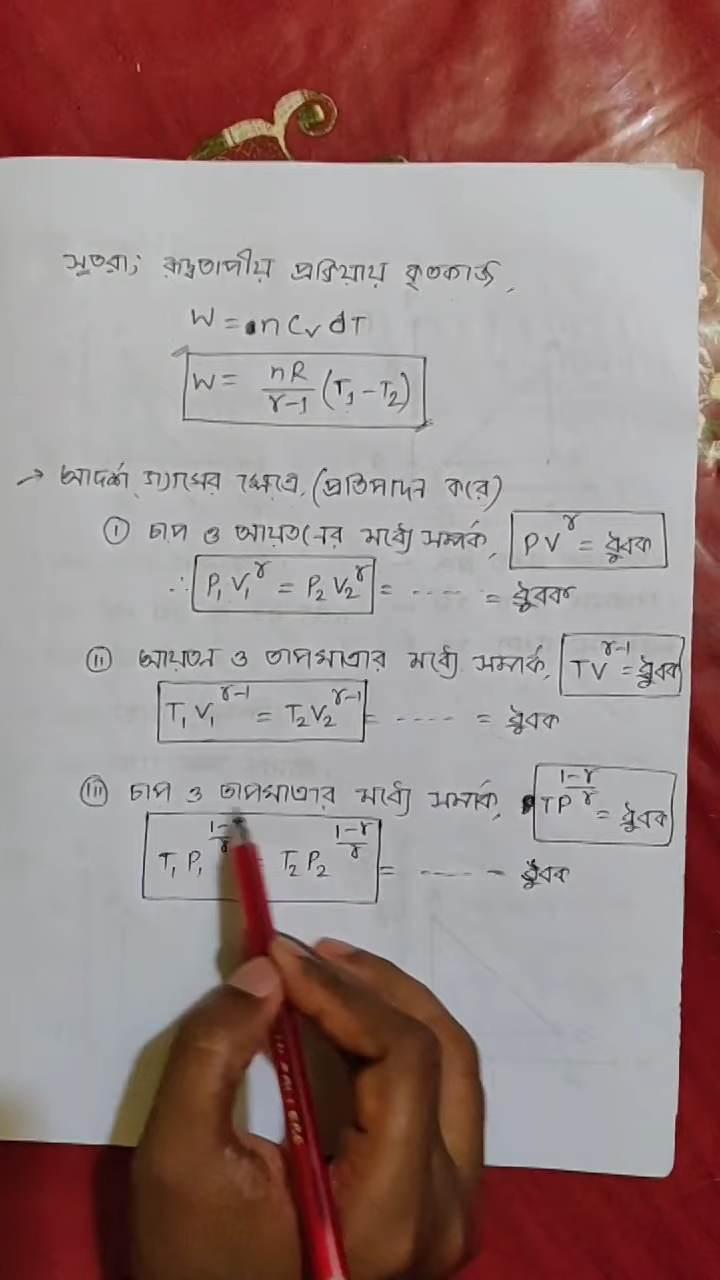 সুতরাং রুদ্ধতাপীয় প্রক্রিয়ায় কৃতকার্জ,
W = nCvdT
W = nR/γ-1 (T₁-T₂)
→ আদর্শ গ্যাসের ক্ষেত্রে, (প্রতিপাদন করে)
(i) চাপ ও আয়তনের মধ্যে সম্পর্ক, PV^γ = ধ্রুবক
∴ P₁V₁^γ = P₂V₂^γ = ---- = ধ্রুবক
(ii) আয়তন ও তাপমাত্রার মধ্যে সম্পর্ক, TV^γ-1 = ধ্রুবক
T₁V₁^γ-1 = T₂V₂^γ-1 = ---- = ধ্রুবক
(iii) চাপ ও তাপমাত্রার মধ্যে সম্পর্ক, TP^1-γ/γ = ধ্রুবক
T₁P₁^1-γ/γ = T₂P₂^1-γ/γ = ---- - ধ্রুবক